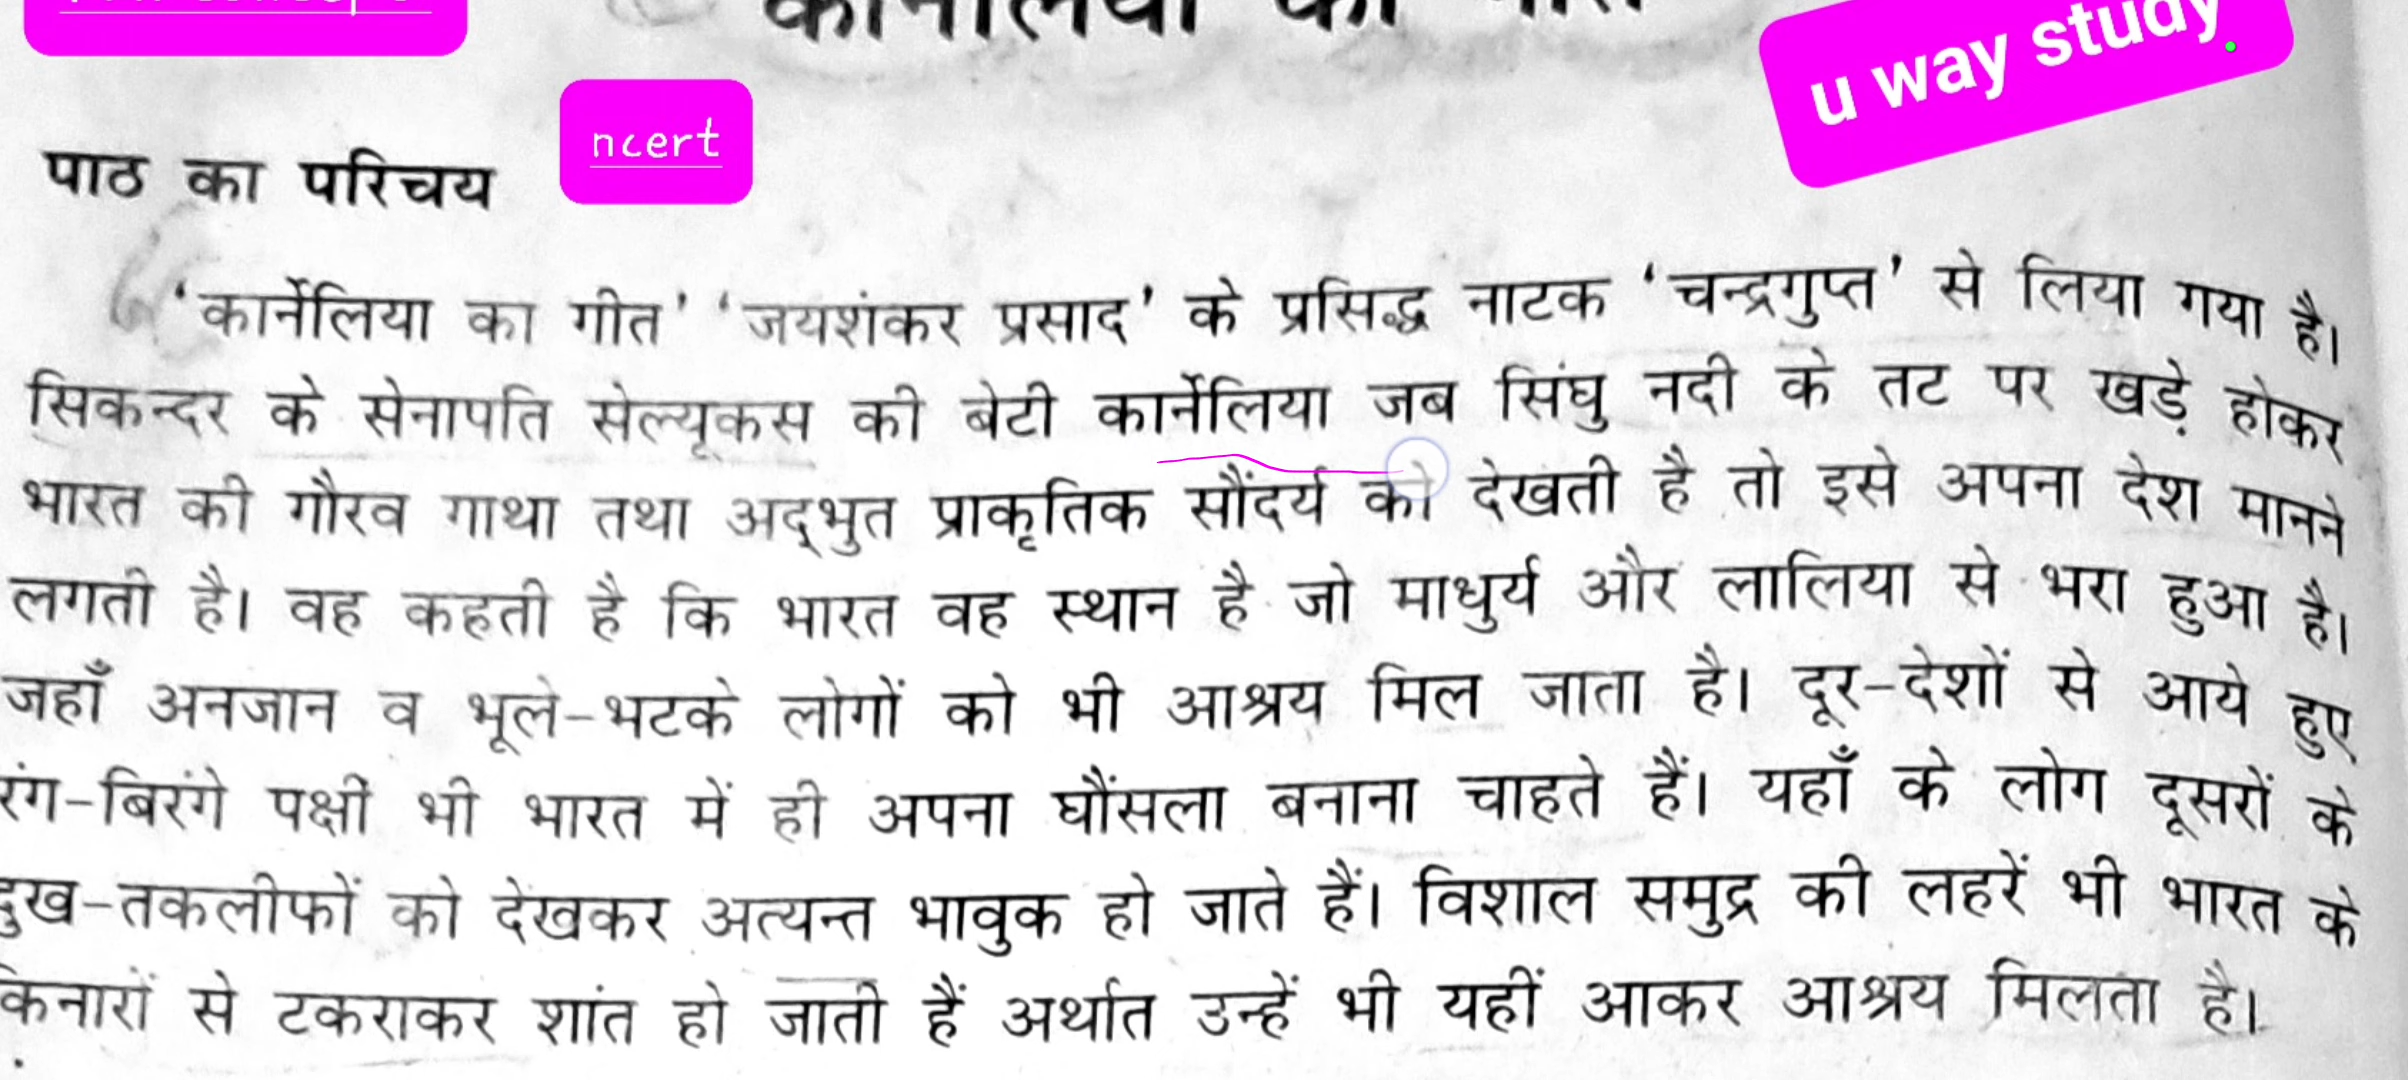 कार्नेलिया का गीत
u way study
ncert
पाठ का परिचय
'कार्नेलिया का गीत' 'जयशंकर प्रसाद' के प्रसिद्ध नाटक 'चन्द्रगुप्त' से लिया गया है।
सिकन्दर के सेनापति सेल्यूकस की बेटी कार्नेलिया जब सिंघु नदी के तट पर खड़े होकर
भारत की गौरव गाथा तथा अद्भुत प्राकृतिक सौंदर्य को देखती है तो इसे अपना देश मानने
लगती है। वह कहती है कि भारत वह स्थान है जो माधुर्य और लालिया से भरा हुआ है।
जहाँ अनजान व भूले-भटके लोगों को भी आश्रय मिल जाता है। दूर-देशों से आये हुए
रंग-बिरंगे पक्षी भी भारत में ही अपना घौंसला बनाना चाहते हैं। यहाँ के लोग दूसरों के
दुख-तकलीफों को देखकर अत्यन्त भावुक हो जाते हैं। विशाल समुद्र की लहरें भी भारत के
किनारों से टकराकर शांत हो जाती हैं अर्थात उन्हें भी यहीं आकर आश्रय मिलता है।